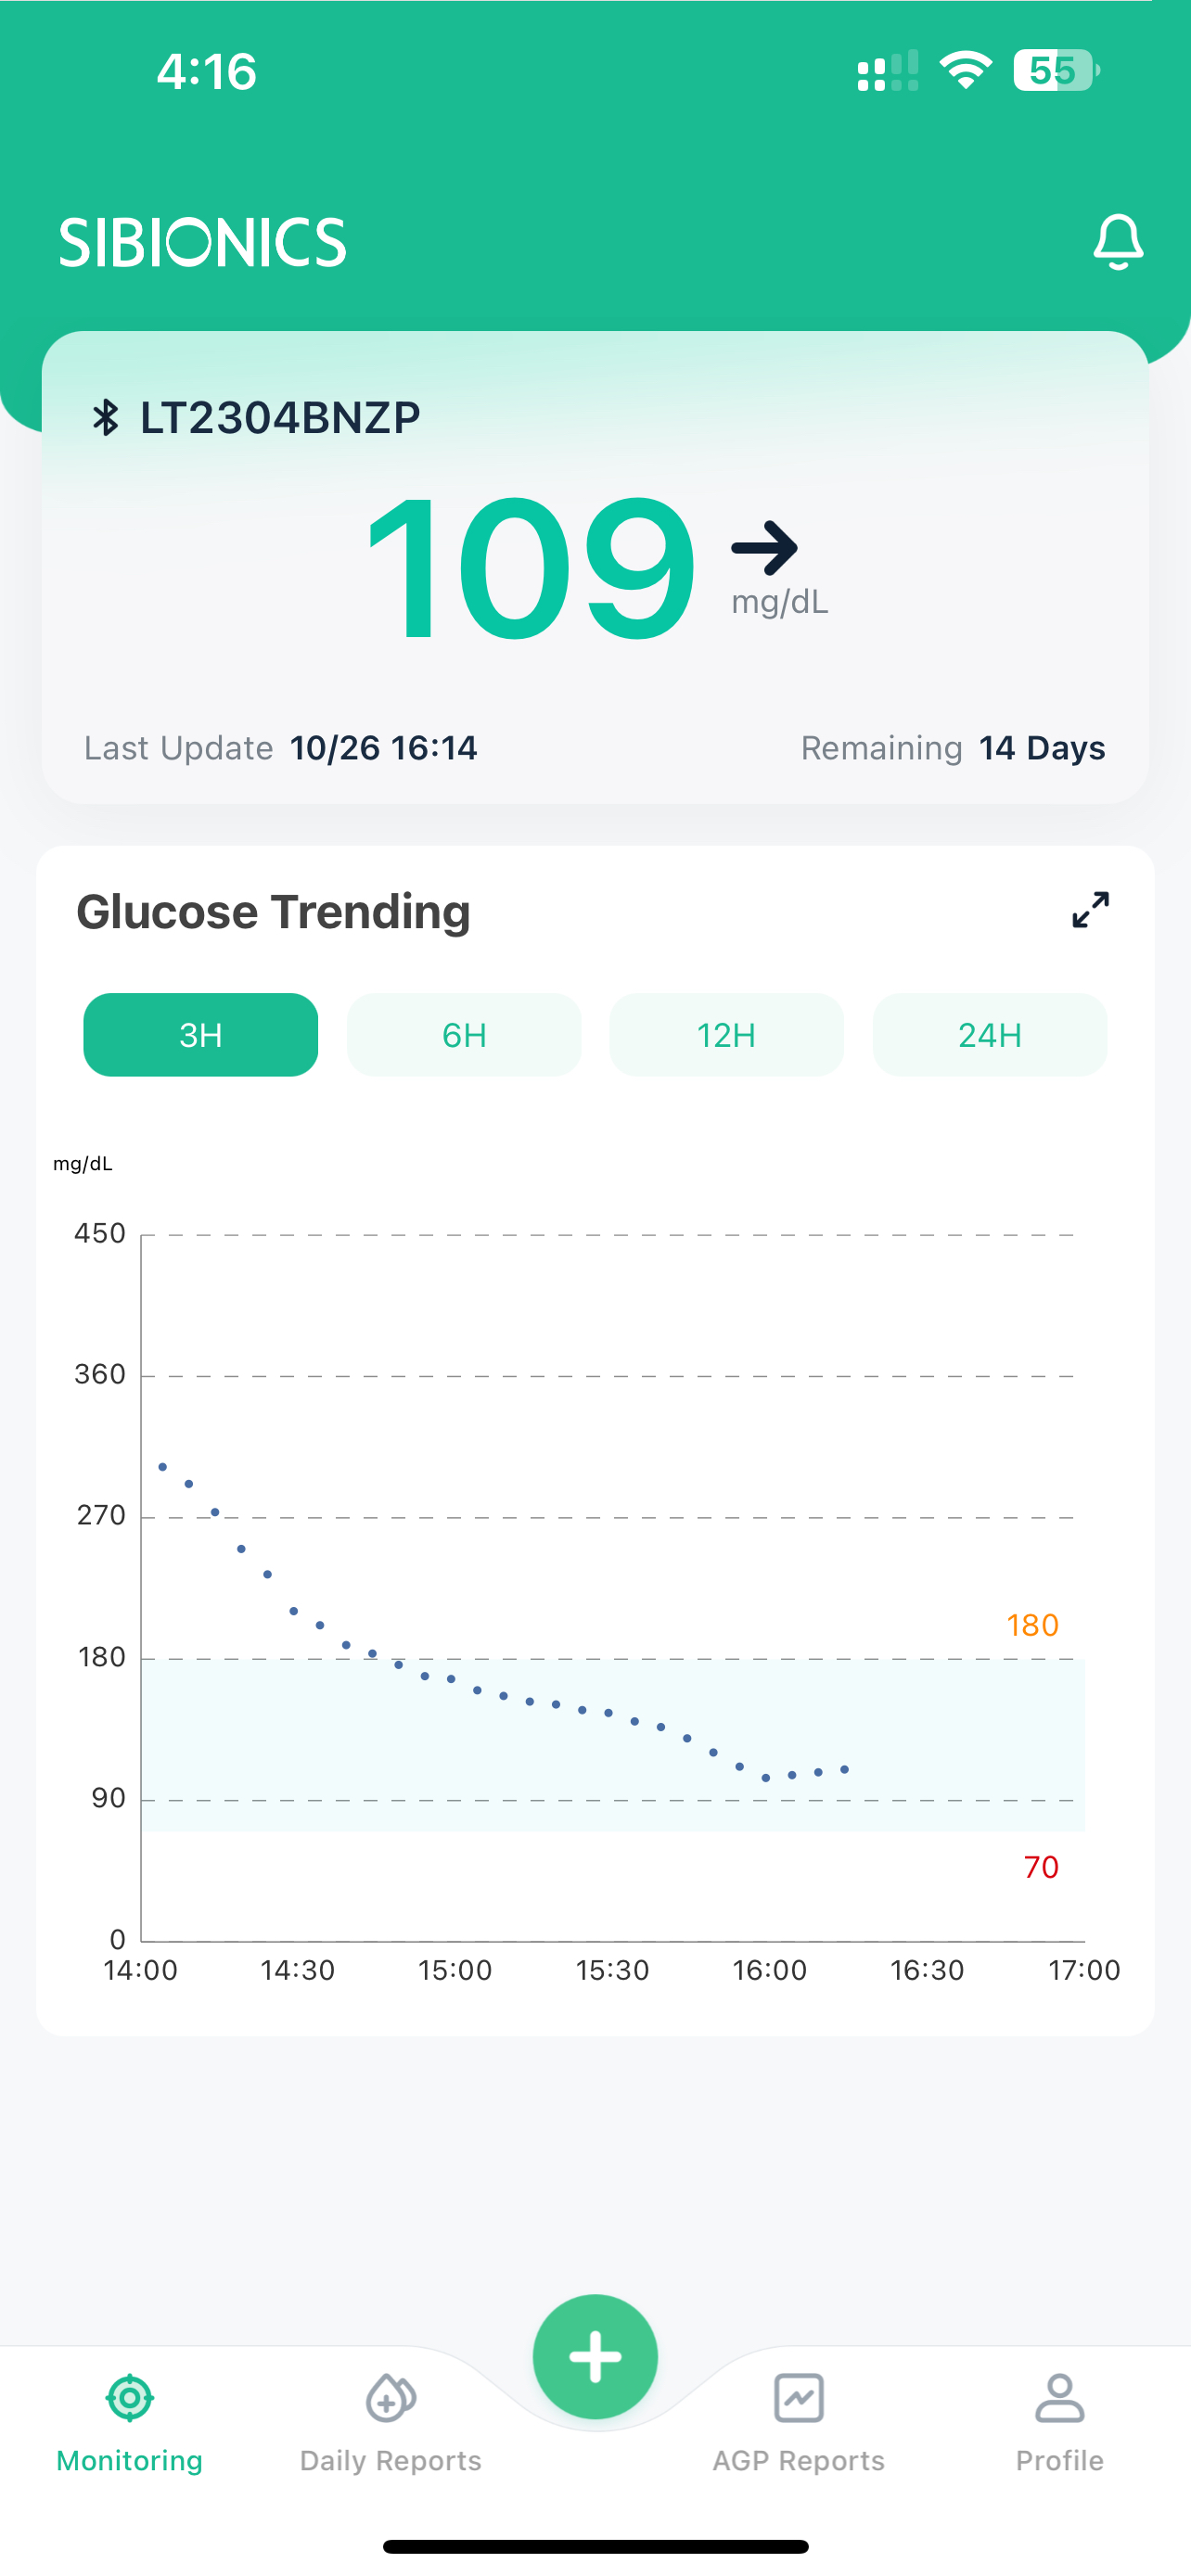 4:16
55
SIBIONICS
LT2304BNZP
109
mg/dL
Last Update 10/26 16:14
Remaining 14 Days
Glucose Trending
3H 6H 12H 24H
mg/dL
450
360
270
180
180
90
70
0
14:00 14:30 15:00 15:30 16:00 16:30 17:00
Monitoring Daily Reports AGP Reports Profile